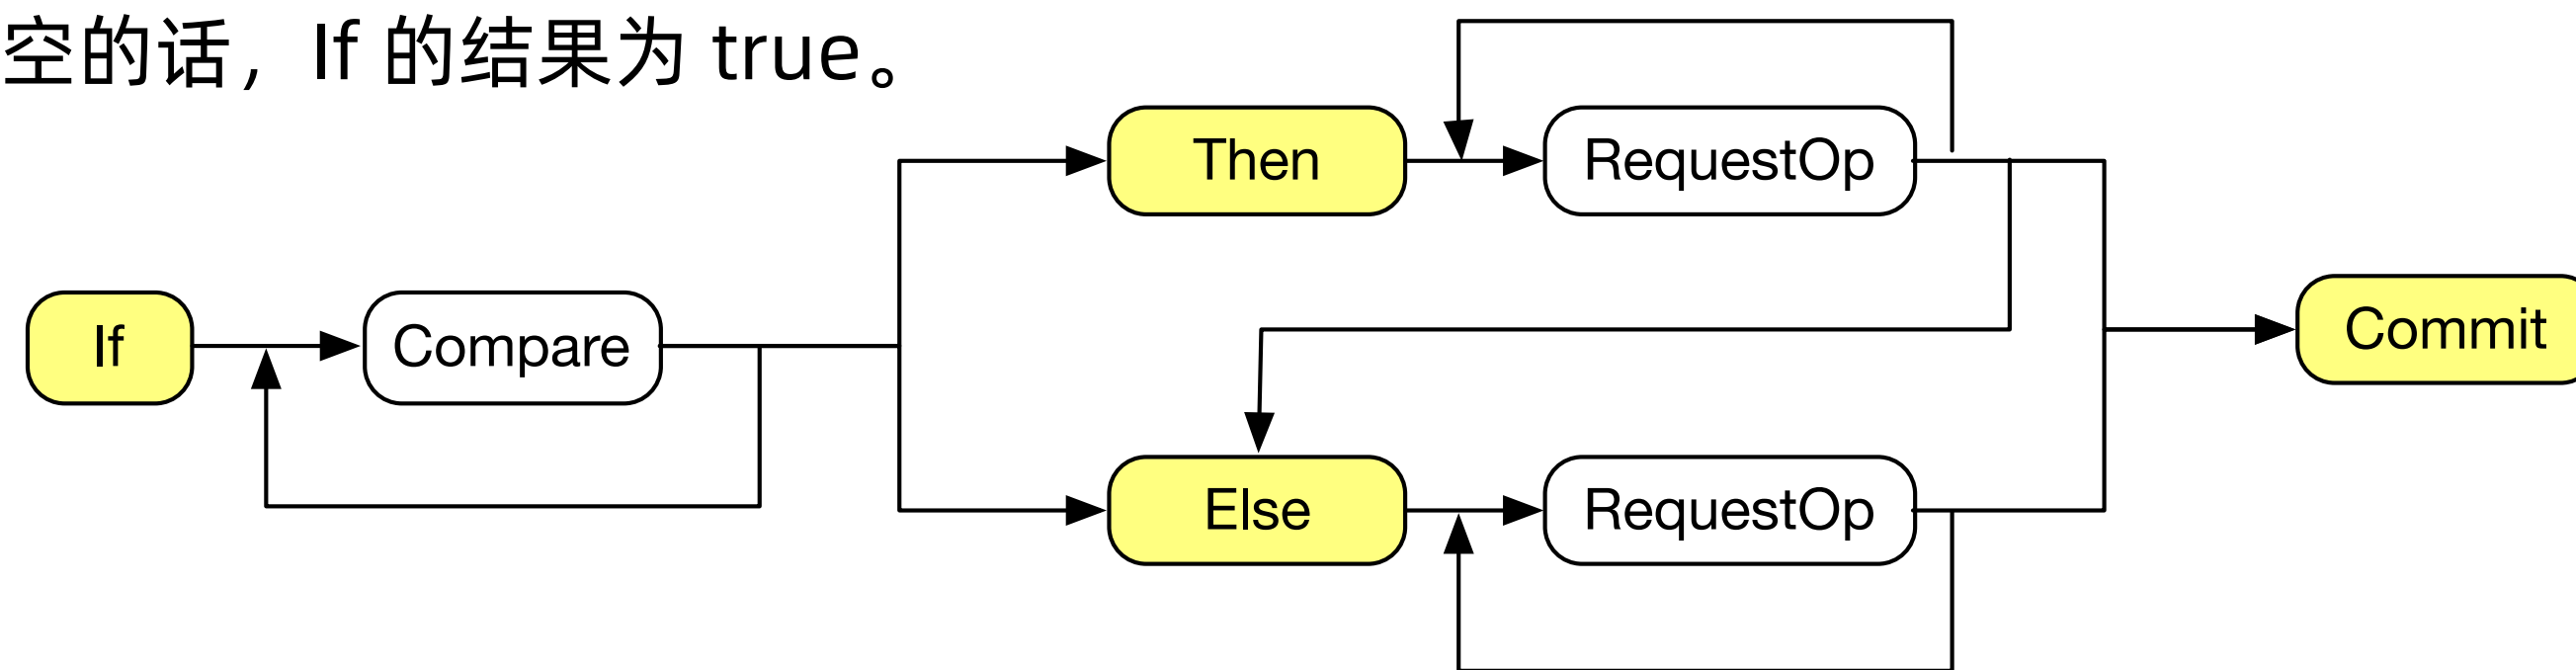 空的话，If 的结果为 true。
Then
RequestOp
If
Compare
Commit
Else
RequestOp